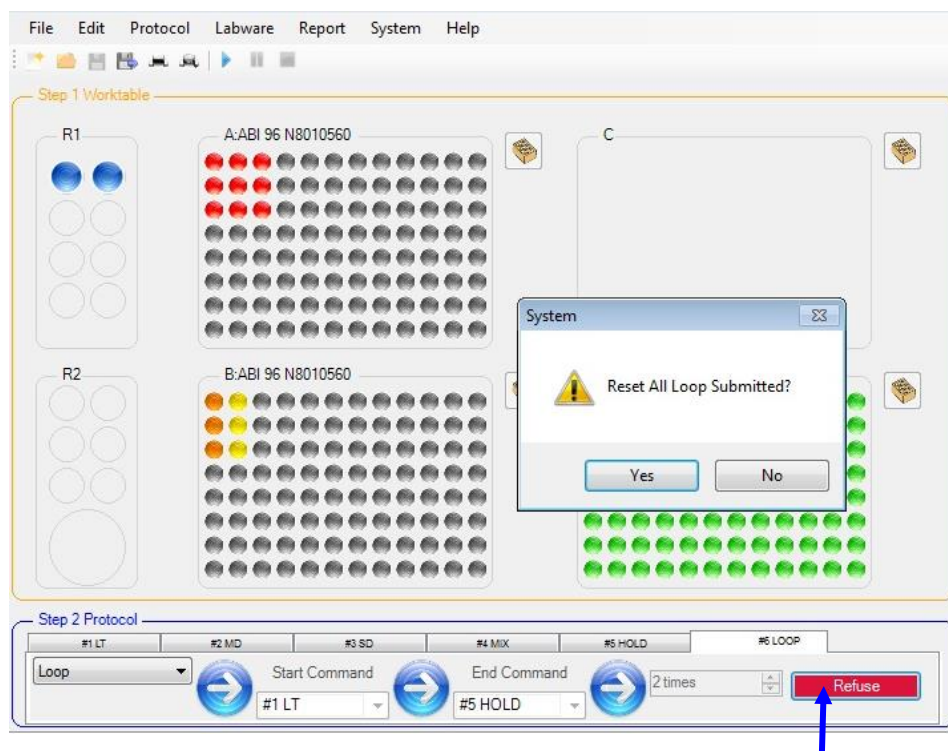 File Edit Protocol Labware Report System Help
Step 1 Worktable
R1
A:ABI 96 N8010560
C
R2
B:ABI 96 N8010560
System
Reset All Loop Submitted?
Yes No
Step 2 Protocol
#1 LT #2 MD #3 SD #4 MIX #5 HOLD #6 LOOP
Loop
Start Command
#1 LT
End Command
#5 HOLD
2 times
Refuse